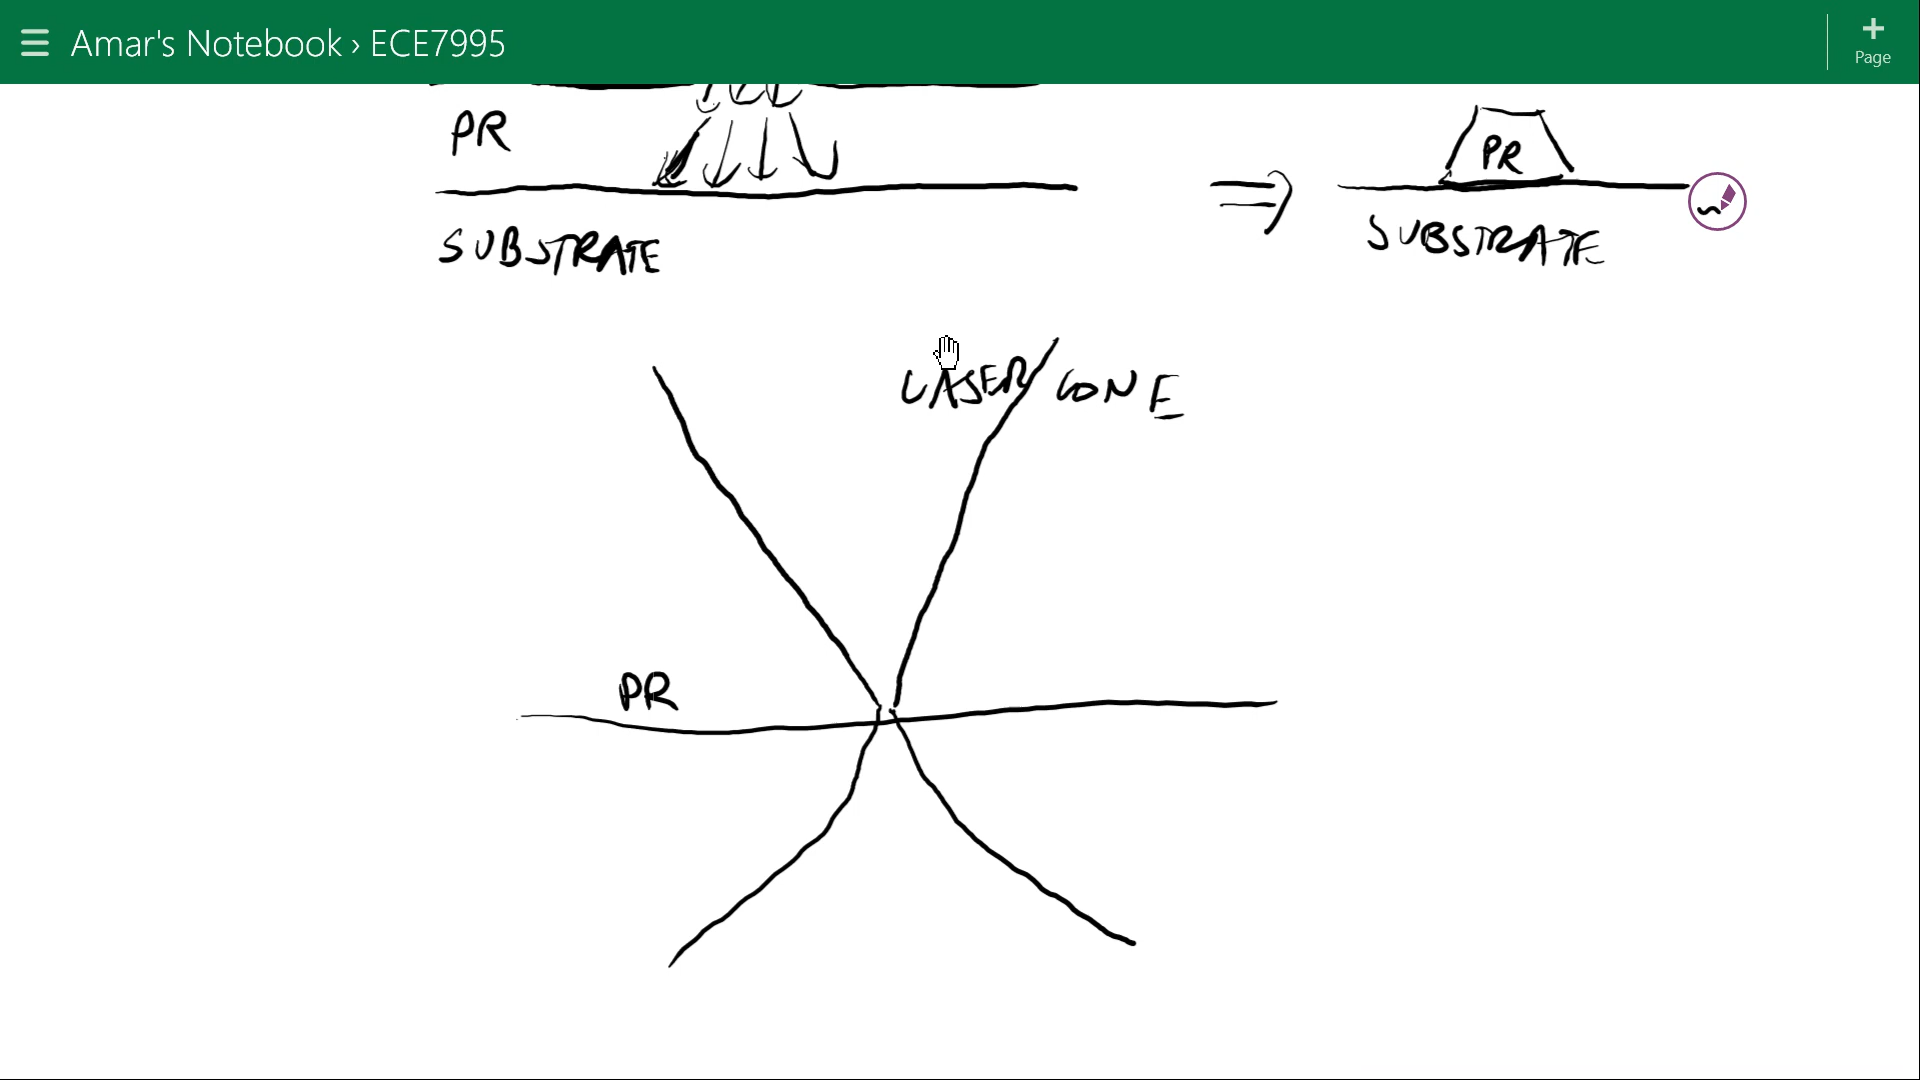 Amar's Notebook › ECE7995
Page
PR
PR
SUBSTRATE
SUBSTRATE
LASER CONE
PR